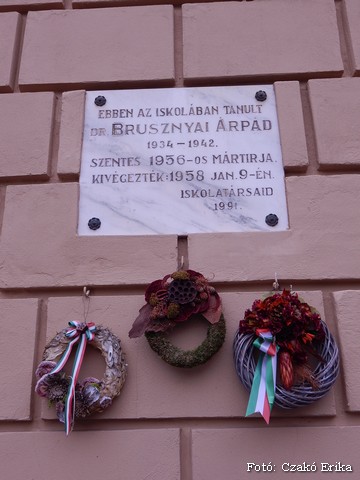 EBBEN AZ ISKOLÁBAN TANULT
DR. BRUSZNYAI ÁRPÁD
1934-1942.
SZENTES 1956-OS MÁRTIRJA.
KIVÉGEZTÉK: 1958 JAN. 9-ÉN.
ISKOLATÁRSAID
1991.
Fotó: Czakó Erika